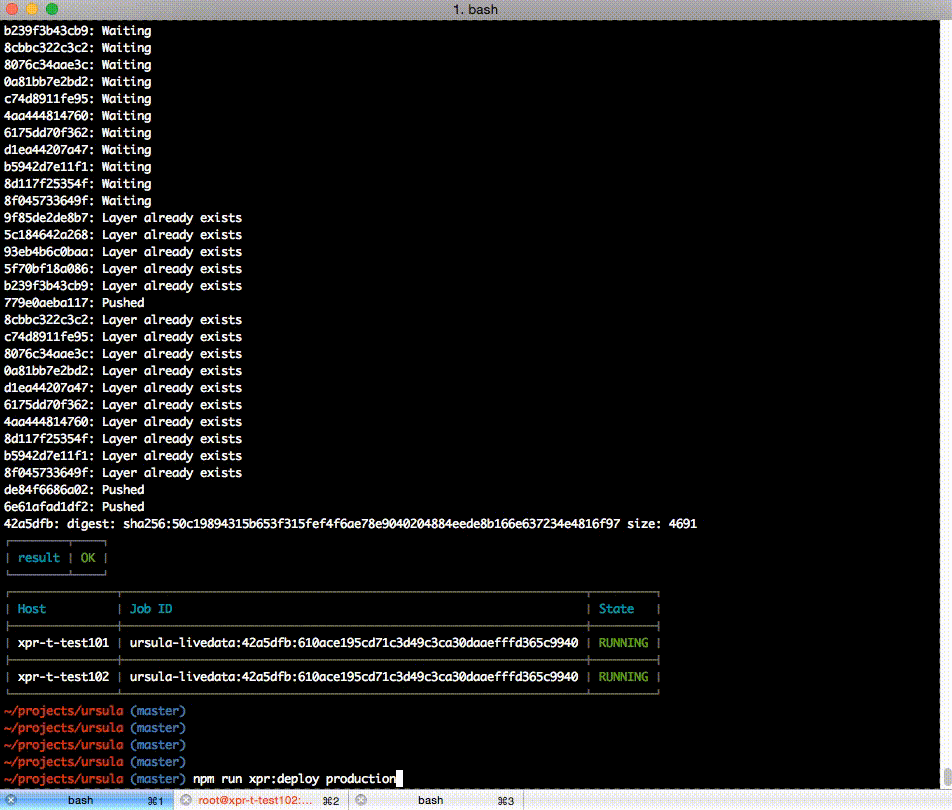 1. bash
b239f3b43cb9: Waiting
8cbbc322c3c2: Waiting
8076c34aae3c: Waiting
0a81bb7e2bd2: Waiting
c74d8911fe95: Waiting
4aa444814760: Waiting
6175dd70f362: Waiting
d1ea44207a47: Waiting
b5942d7e11f1: Waiting
8d117f25354f: Waiting
8f045733649f: Waiting
9f85de2de8b7: Layer already exists
5c184642a268: Layer already exists
93eb4b6c0baa: Layer already exists
5f70bf18a086: Layer already exists
b239f3b43cb9: Layer already exists
779e0aeba117: Pushed
8cbbc322c3c2: Layer already exists
c74d8911fe95: Layer already exists
8076c34aae3c: Layer already exists
0a81bb7e2bd2: Layer already exists
d1ea44207a47: Layer already exists
6175dd70f362: Layer already exists
4aa444814760: Layer already exists
8d117f25354f: Layer already exists
b5942d7e11f1: Layer already exists
8f045733649f: Layer already exists
de84f6686a02: Pushed
6e61afad1df2: Pushed
42a5dfb: digest: sha256:50c19894315b653f315fef4f6ae78e9040204884eede8b166e637234e4816f97 size: 4691
| result | OK |
| Host | Job ID | State |
| xpr-t-test101 | ursula-livedata:42a5dfb:610ace195cd71c3d49c3ca30daaefffd365c9940 | RUNNING |
| xpr-t-test102 | ursula-livedata:42a5dfb:610ace195cd71c3d49c3ca30daaefffd365c9940 | RUNNING |
~/projects/ursula (master)
~/projects/ursula (master)
~/projects/ursula (master)
~/projects/ursula (master)
~/projects/ursula (master) npm run xpr:deploy production
bash ⌘1 root@xpr-t-test102:... ⌘2 bash ⌘3